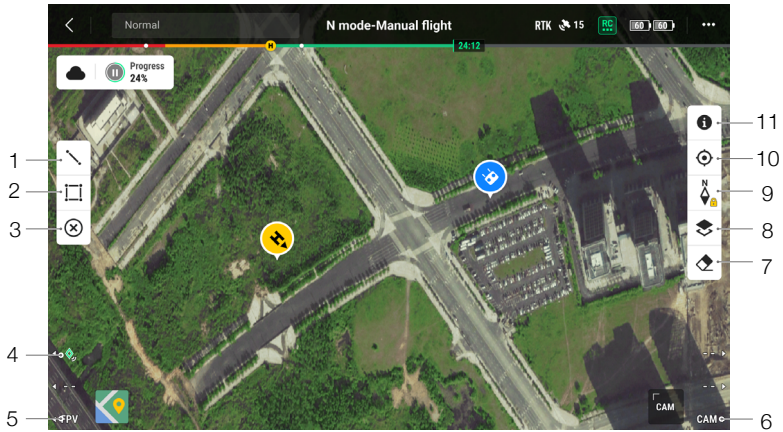 Normal
N mode-Manual flight
RTK
15
RC
60
60
H
24:12
Progress
24%
1
2
3
4
5
11
10
N
9
8
7
6
H
-- 
--
--
FPV
CAM
CAM